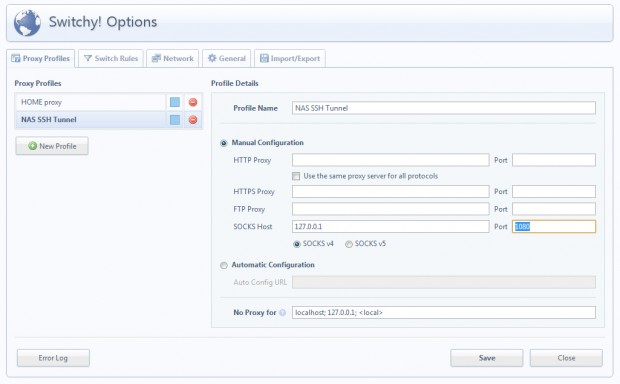 Switchy! Options
Proxy Profiles Switch Rules Network General Import/Export
Proxy Profiles
HOME proxy
NAS SSH Tunnel
New Profile
Profile Details
Profile Name NAS SSH Tunnel
Manual Configuration
HTTP Proxy Port
Use the same proxy server for all protocols
HTTPS Proxy Port
FTP Proxy Port
SOCKS Host 127.0.0.1 Port 1080
SOCKS v4 SOCKS v5
Automatic Configuration
Auto Config URL
No Proxy for ? localhost; 127.0.0.1; <local>
Error Log Save Close